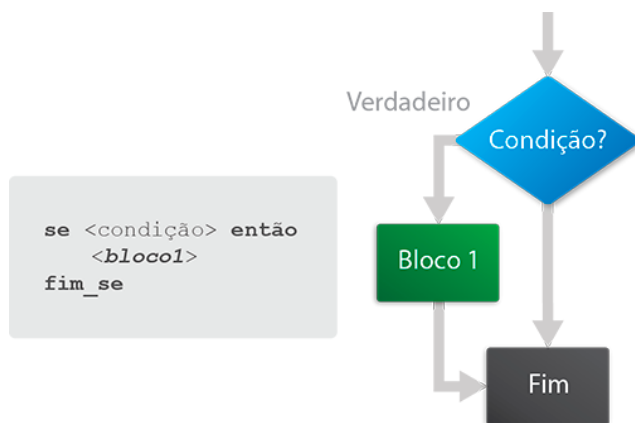 se <condição> então
<bloco1>
fim_se
Verdadeiro
Condição?
Bloco 1
Fim